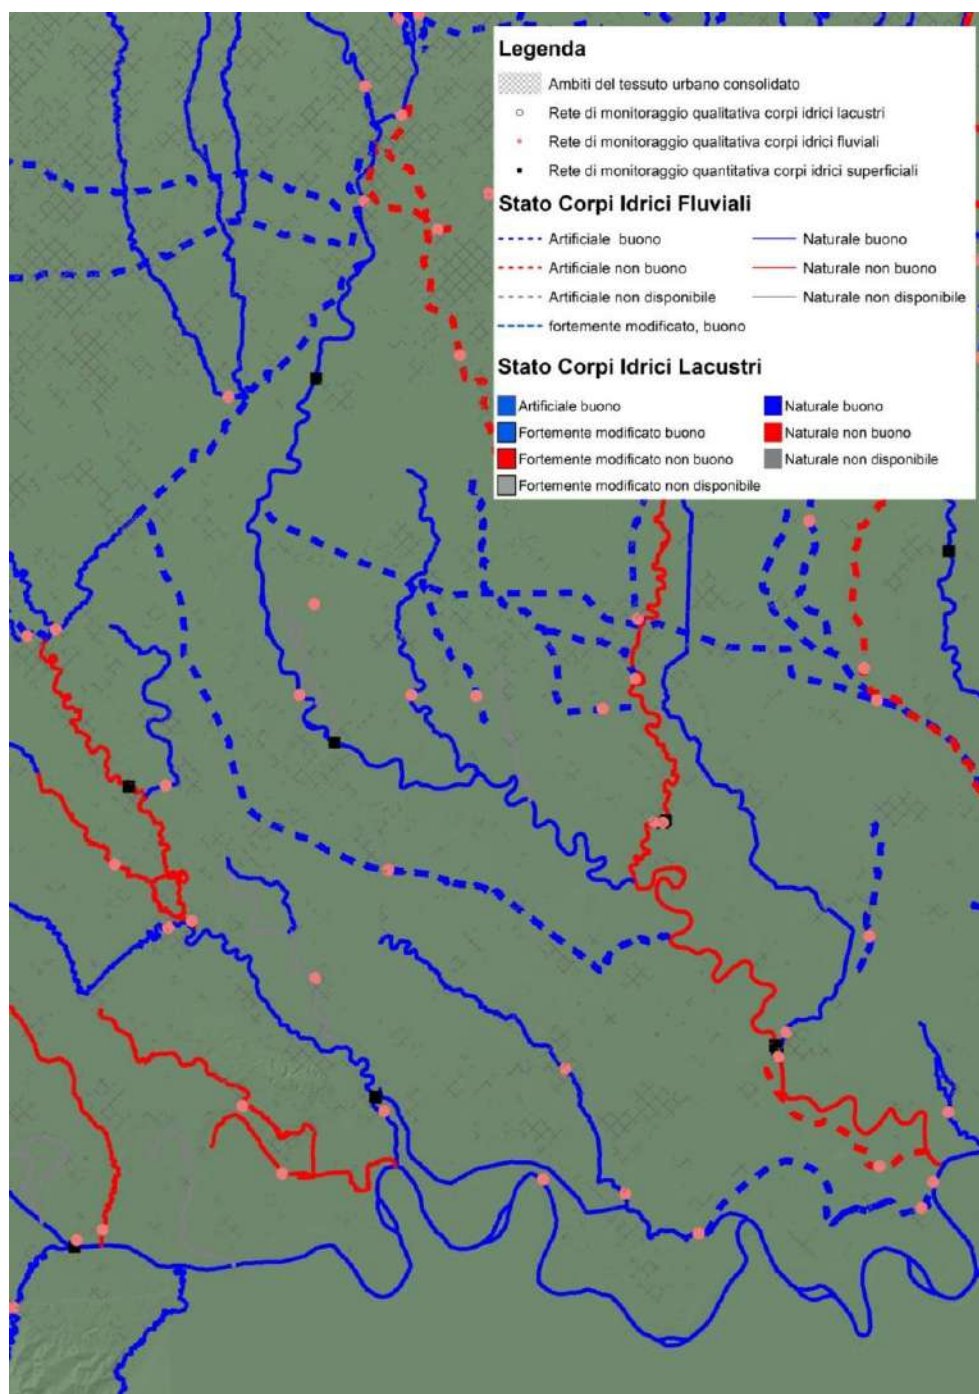 Legenda
Ambiti del tessuto urbano consolidato
Rete di monitoraggio qualitativa corpi idrici lacustri
Rete di monitoraggio qualitativa corpi idrici fluviali
Rete di monitoraggio quantitativa corpi idrici superficiali
Stato Corpi Idrici Fluviali
Artificiale buono
Naturale buono
Artificiale non buono
Naturale non buono
Artificiale non disponibile
Naturale non disponibile
fortemente modificato, buono
Stato Corpi Idrici Lacustri
Artificiale buono
Naturale buono
Fortemente modificato buono
Naturale non buono
Fortemente modificato non buono
Naturale non disponibile
Fortemente modificato non disponibile